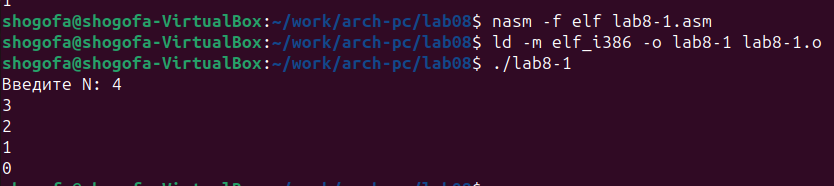 1
shogofa@shogofa-VirtualBox:~/work/arch-pc/lab08$ nasm -f elf lab8-1.asm
shogofa@shogofa-VirtualBox:~/work/arch-pc/lab08$ ld -m elf_i386 -o lab8-1 lab8-1.o
shogofa@shogofa-VirtualBox:~/work/arch-pc/lab08$ ./lab8-1
Введите N: 4
3
2
1
0